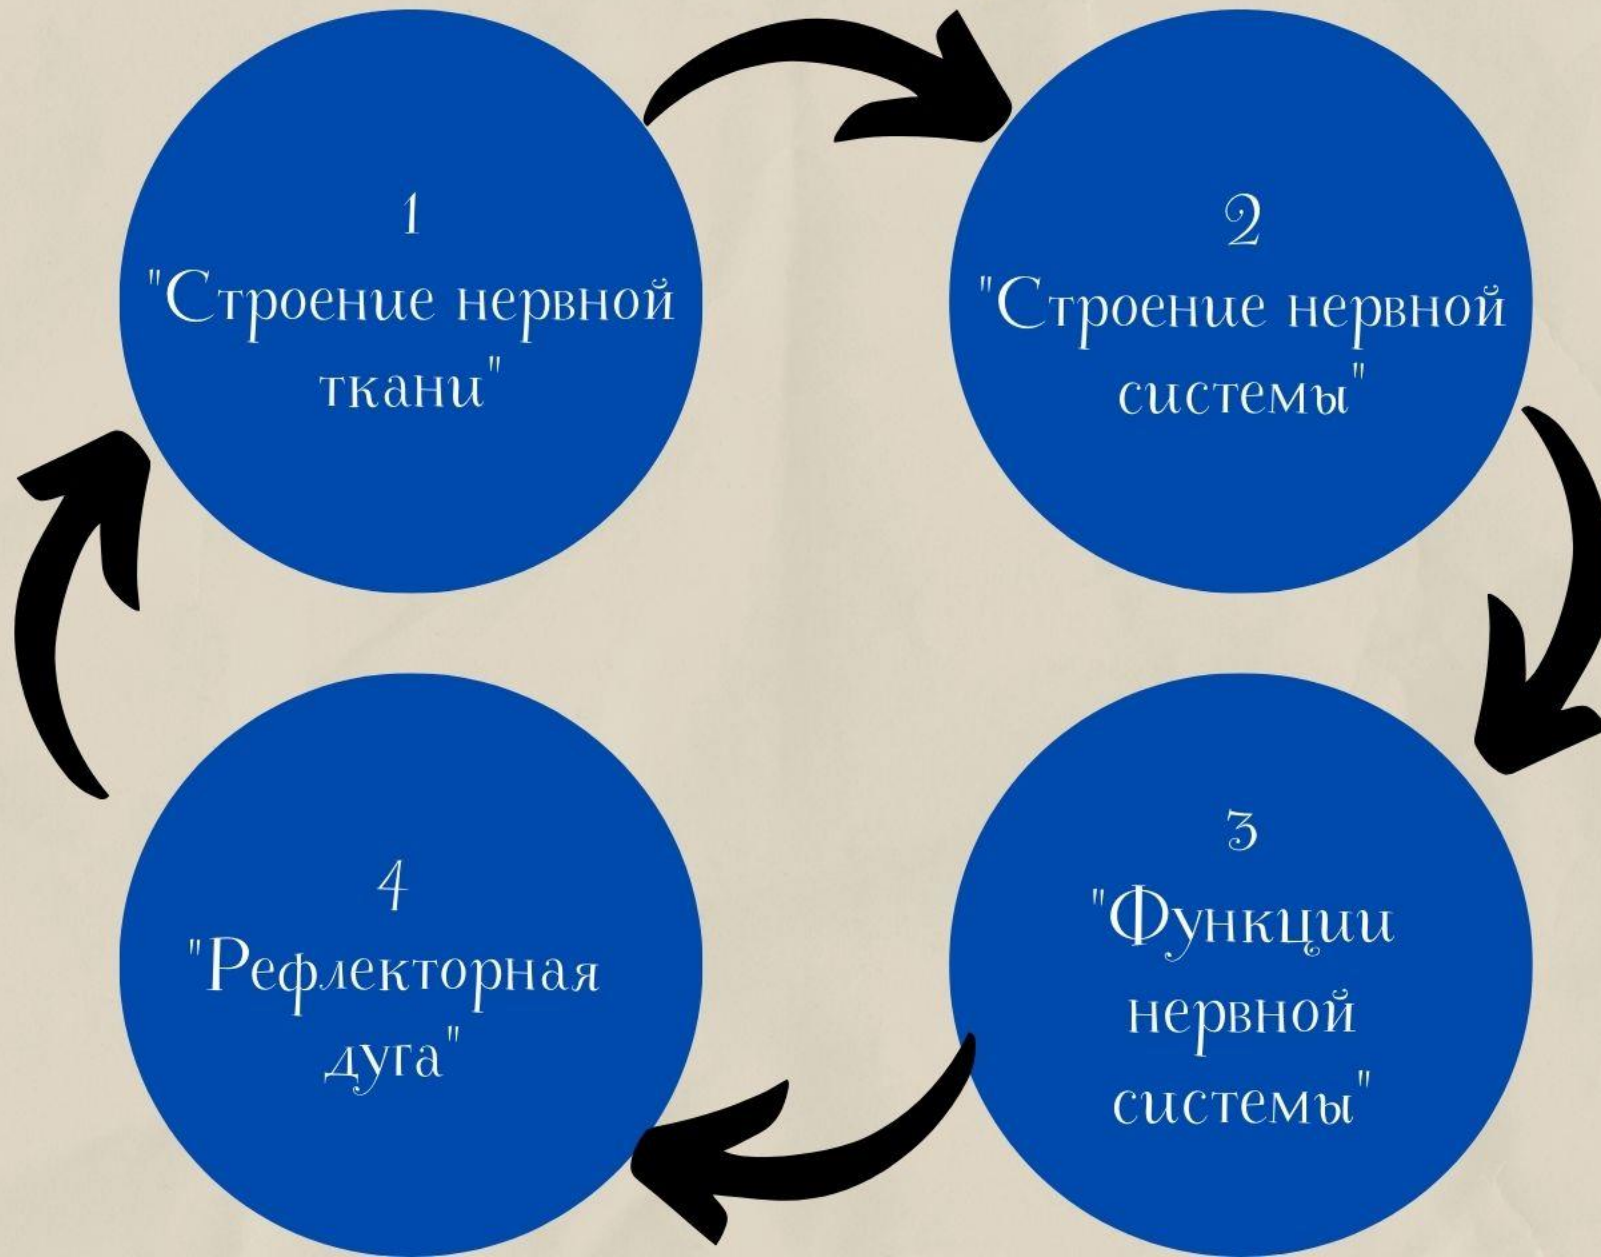 1
"Строение нервной
ткани"
2
"Строение нервной
системы"
3
"Функции
нервной
системы"
4
"Рефлекторная
дуга"